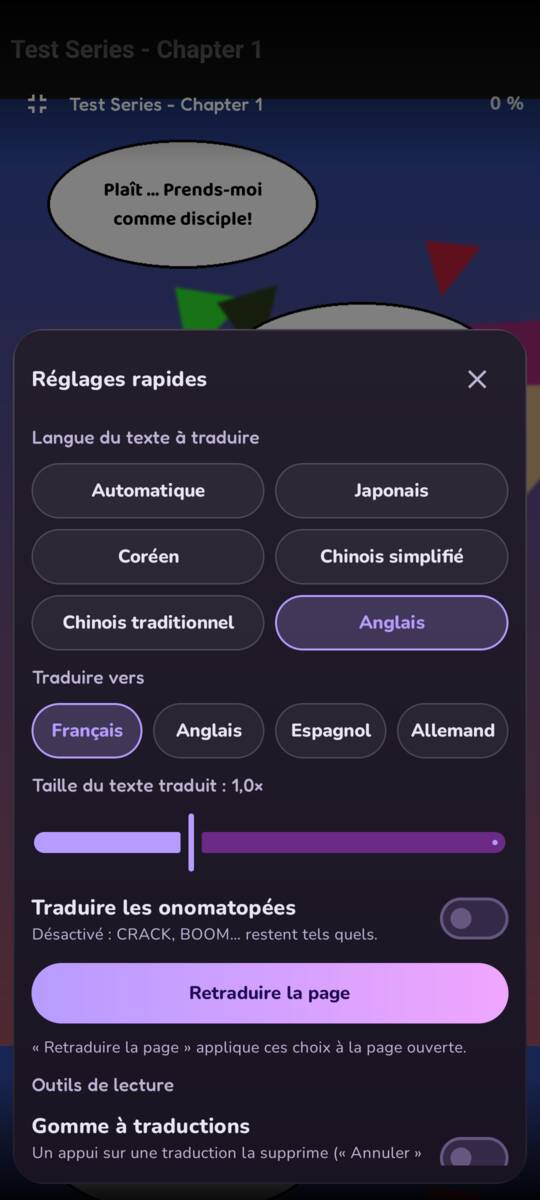 Test Series - Chapter 1
Test Series - Chapter 1
0 %
Plaît ... Prends-moi
comme disciple!
Réglages rapides
Langue du texte à traduire
Automatique
Japonais
Coréen
Chinois simplifié
Chinois traditionnel
Anglais
Traduire vers
Français
Anglais
Espagnol
Allemand
Taille du texte traduit : 1,0×
Traduire les onomatopées
Désactivé : CRACK, BOOM... restent tels quels.
Retraduire la page
« Retraduire la page » applique ces choix à la page ouverte.
Outils de lecture
Gomme à traductions
Un appui sur une traduction la supprime (« Annuler »